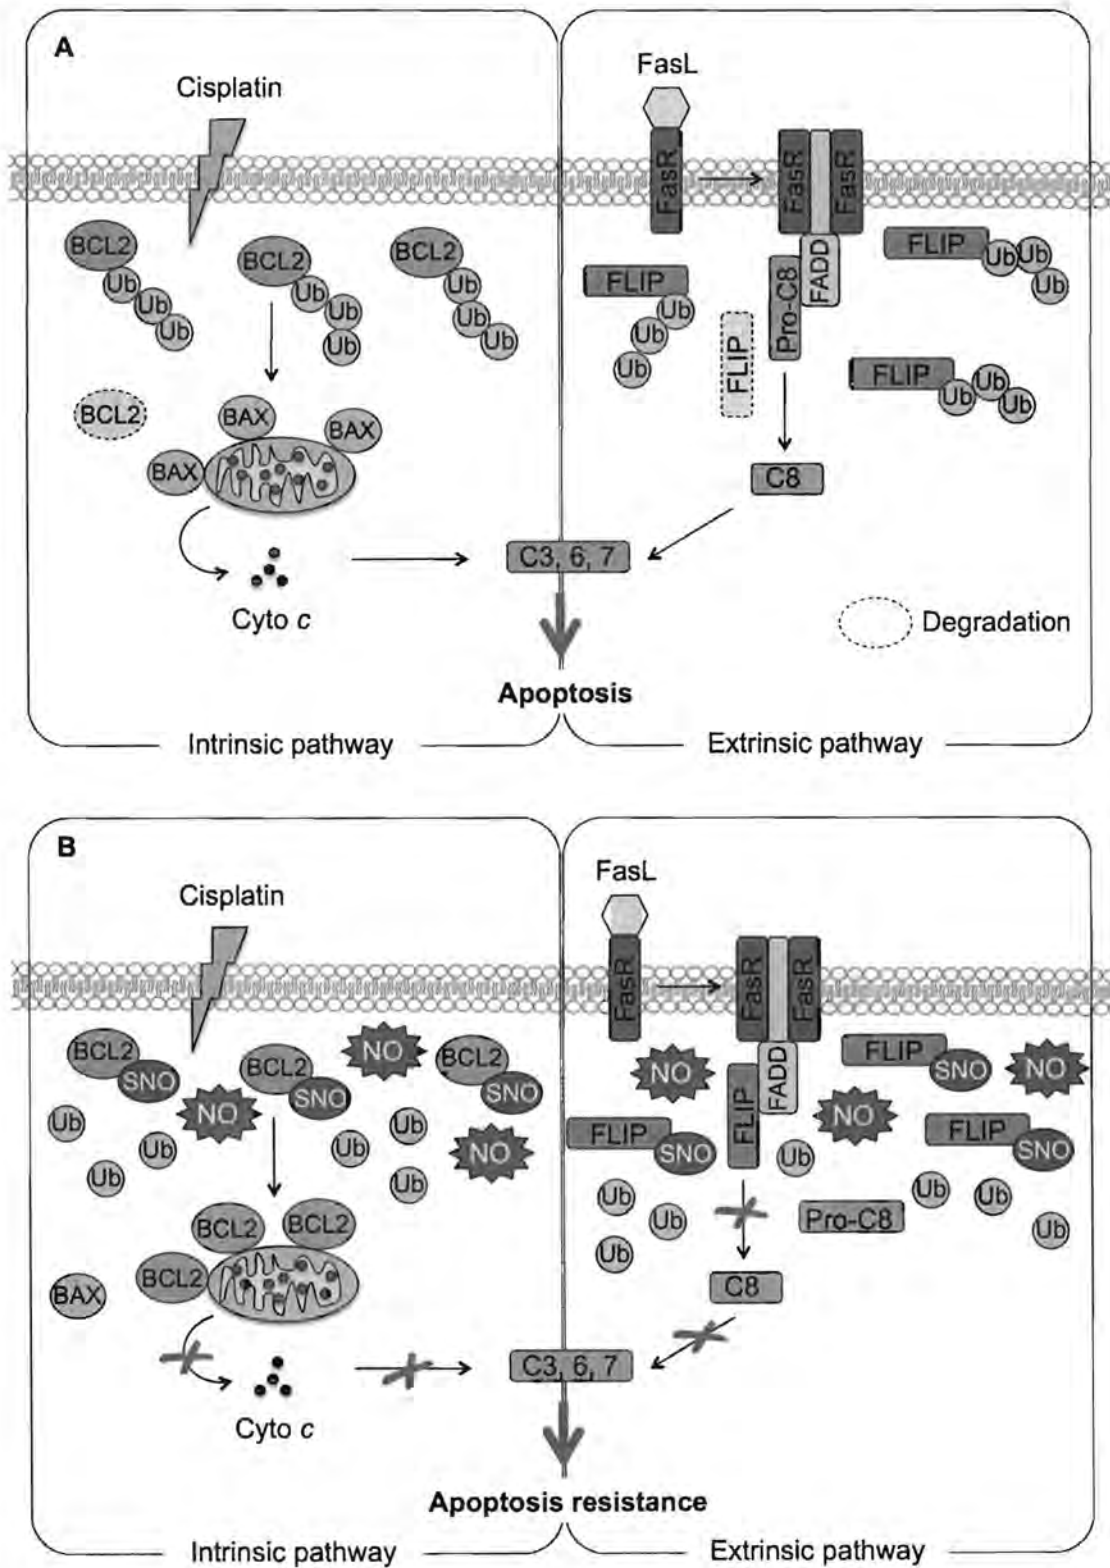 A
Cisplatin
FasL
FasR
FasR
FasR
BCL2
Ub
Ub
Ub
BCL2
Ub
Ub
Ub
BCL2
Ub
Ub
Ub
FLIP
Ub
Ub
Ub
FLIP
Pro-C8
FADD
FLIP
Ub
Ub
Ub
FLIP
Ub
Ub
Ub
BCL2
BAX
BAX
BAX
C8
C3, 6, 7
Cyto c
Degradation
Apoptosis
Intrinsic pathway
Extrinsic pathway
B
Cisplatin
FasL
FasR
FasR
FasR
BCL2
SNO
NO
BCL2
SNO
NO
BCL2
SNO
NO
Ub
Ub
Ub
Ub
Ub
Ub
NO
FLIP
FADD
NO
FLIP
SNO
NO
FLIP
SNO
FLIP
SNO
Ub
Ub
Ub
Ub
Ub
Ub
Ub
Pro-C8
BCL2
BCL2
BCL2
BAX
C8
C3, 6, 7
Cyto c
Apoptosis resistance
Intrinsic pathway
Extrinsic pathway